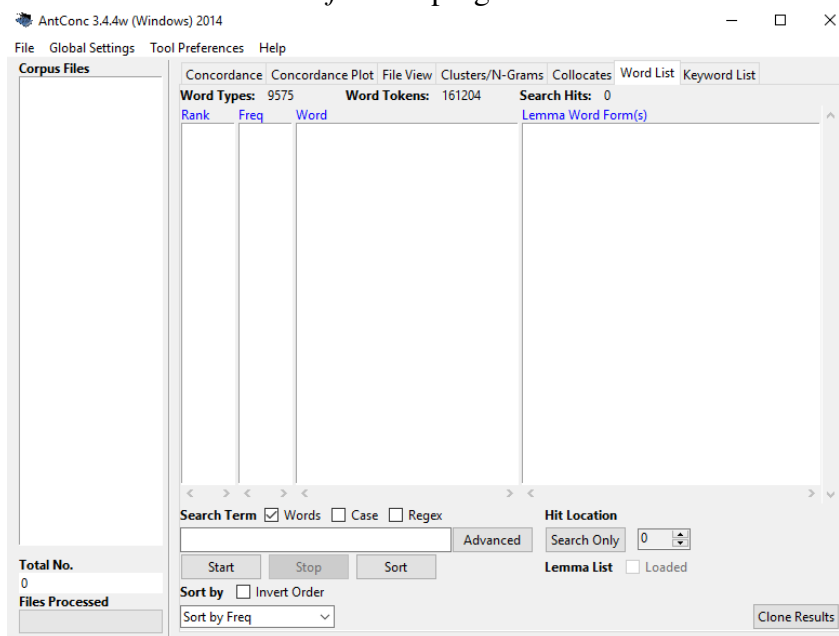 AntConc 3.4.4w (Windows) 2014
File Global Settings Tool Preferences Help
Corpus Files
Concordance Concordance Plot File View Clusters/N-Grams Collocates Word List Keyword List
Word Types: 9575 Word Tokens: 161204 Search Hits: 0
Rank Freq Word Lemma Word Form(s)
Search Term Words Case Regex Hit Location
Advanced Search Only 0
Total No. Start Stop Sort Lemma List Loaded
0
Sort by Invert Order
Files Processed
Sort by Freq Clone Results